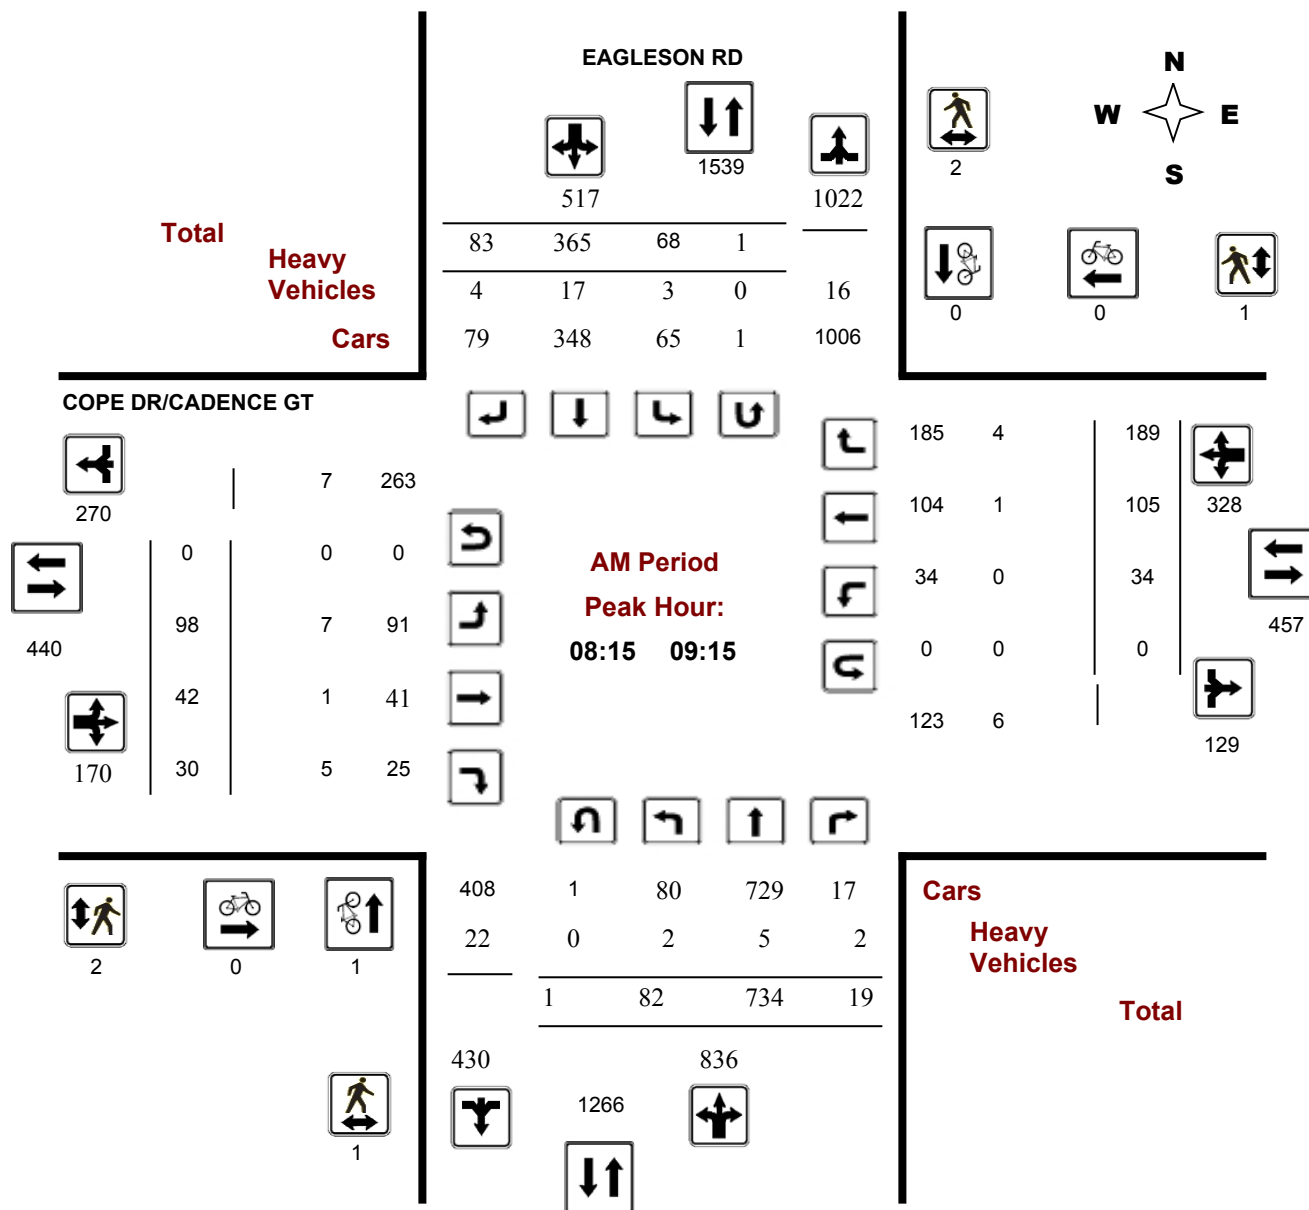 EAGLESON RD
N
W E
S
1539
2
517
1022
Total
83 365 68 1
Heavy
Vehicles
4 17 3 0 16
0 0 1
Cars
79 348 65 1 1006
COPE DR/CADENCE GT
185 4 189
7 263
270
104 1 105 328
0 0 0
AM Period
34 0 34
Peak Hour:
98 7 91
457
440
08:15 09:15
0 0 0
42 1 41
123 6
129
170 30 5 25
408 1 80 729 17
Cars
22 0 2 5 2
Heavy
Vehicles
2 0 1
1 82 734 19
Total
430 836
1266
1